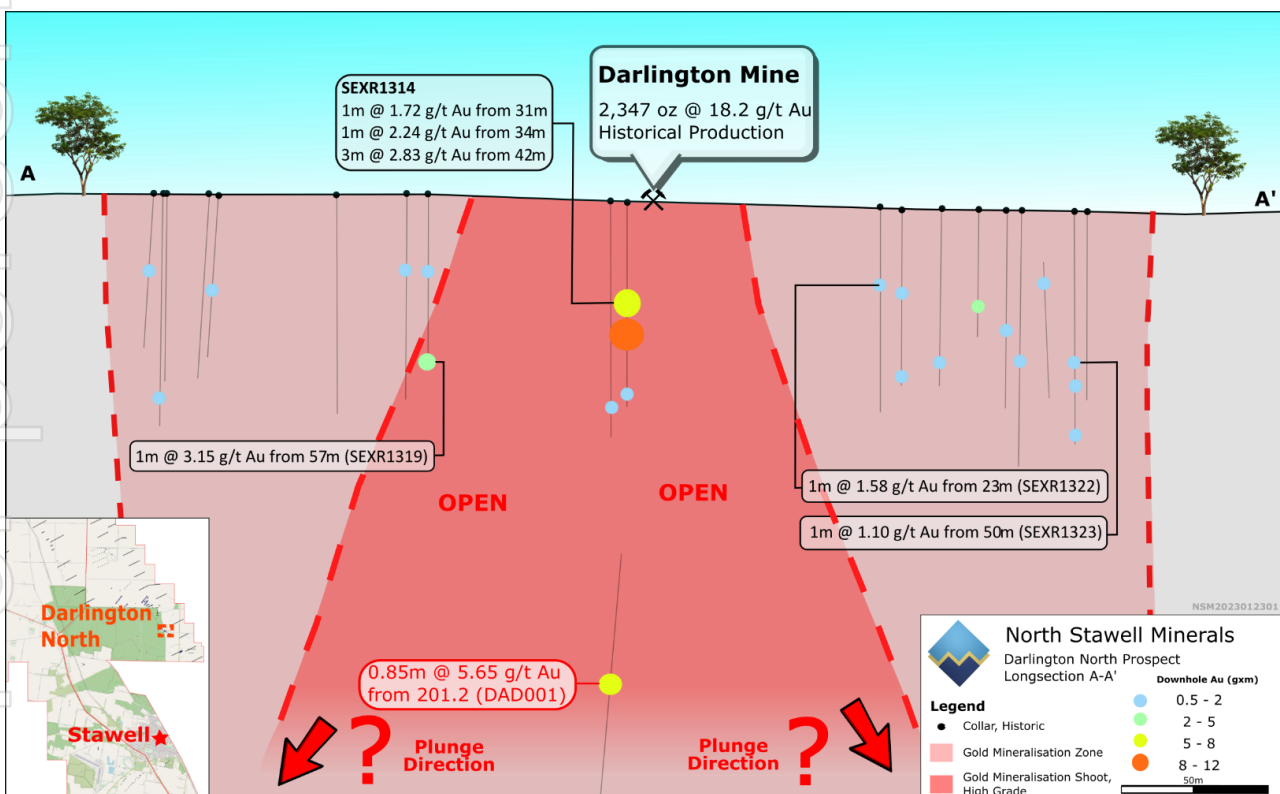 Darlington Mine
2,347 oz @ 18.2 g/t Au
Historical Production
SEXR1314
1m @ 1.72 g/t Au from 31m
1m @ 2.24 g/t Au from 34m
3m @ 2.83 g/t Au from 42m
A
A'
1m @ 3.15 g/t Au from 57m (SEXR1319)
OPEN
OPEN
1m @ 1.58 g/t Au from 23m (SEXR1322)
1m @ 1.10 g/t Au from 50m (SEXR1323)
0.85m @ 5.65 g/t Au
from 201.2 (DAD001)
?
Plunge
Direction
Plunge
Direction
?
Darlington
North
Stawell
NSM2023012301
North Stawell Minerals
Darlington North Prospect
Longsection A-A'
Legend
Collar, Historic
Gold Mineralisation Zone
Gold Mineralisation Shoot,
High Grade
Downhole Au (gxm)
0.5 - 2
2 - 5
5 - 8
8 - 12
50m